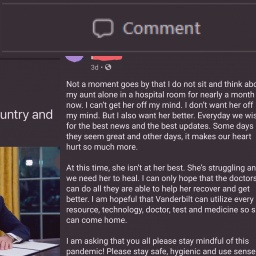 Comment
3d
Not a moment goes by that I do not sit and think abo
my aunt alone in a hospital room for nearly a month
now. I can't get her off my mind. I don't want her off
my mind. But I also want her better. Everyday we wis
for the best news and the best updates. Some days
they seem great and other days, it makes our heart
hurt so much more.
At this time, she isn't at her best. She's struggling an
we need her to heal. I can only hope that the doctors
can do all they are able to help her recover and get
better. I am hopeful that Vanderbilt can utilize every
resource, technology, doctor, test and medicine so s
can come home.
I am asking that you all please stay mindful of this
pandemic! Please stay safe, hygienic and use sense
untry and